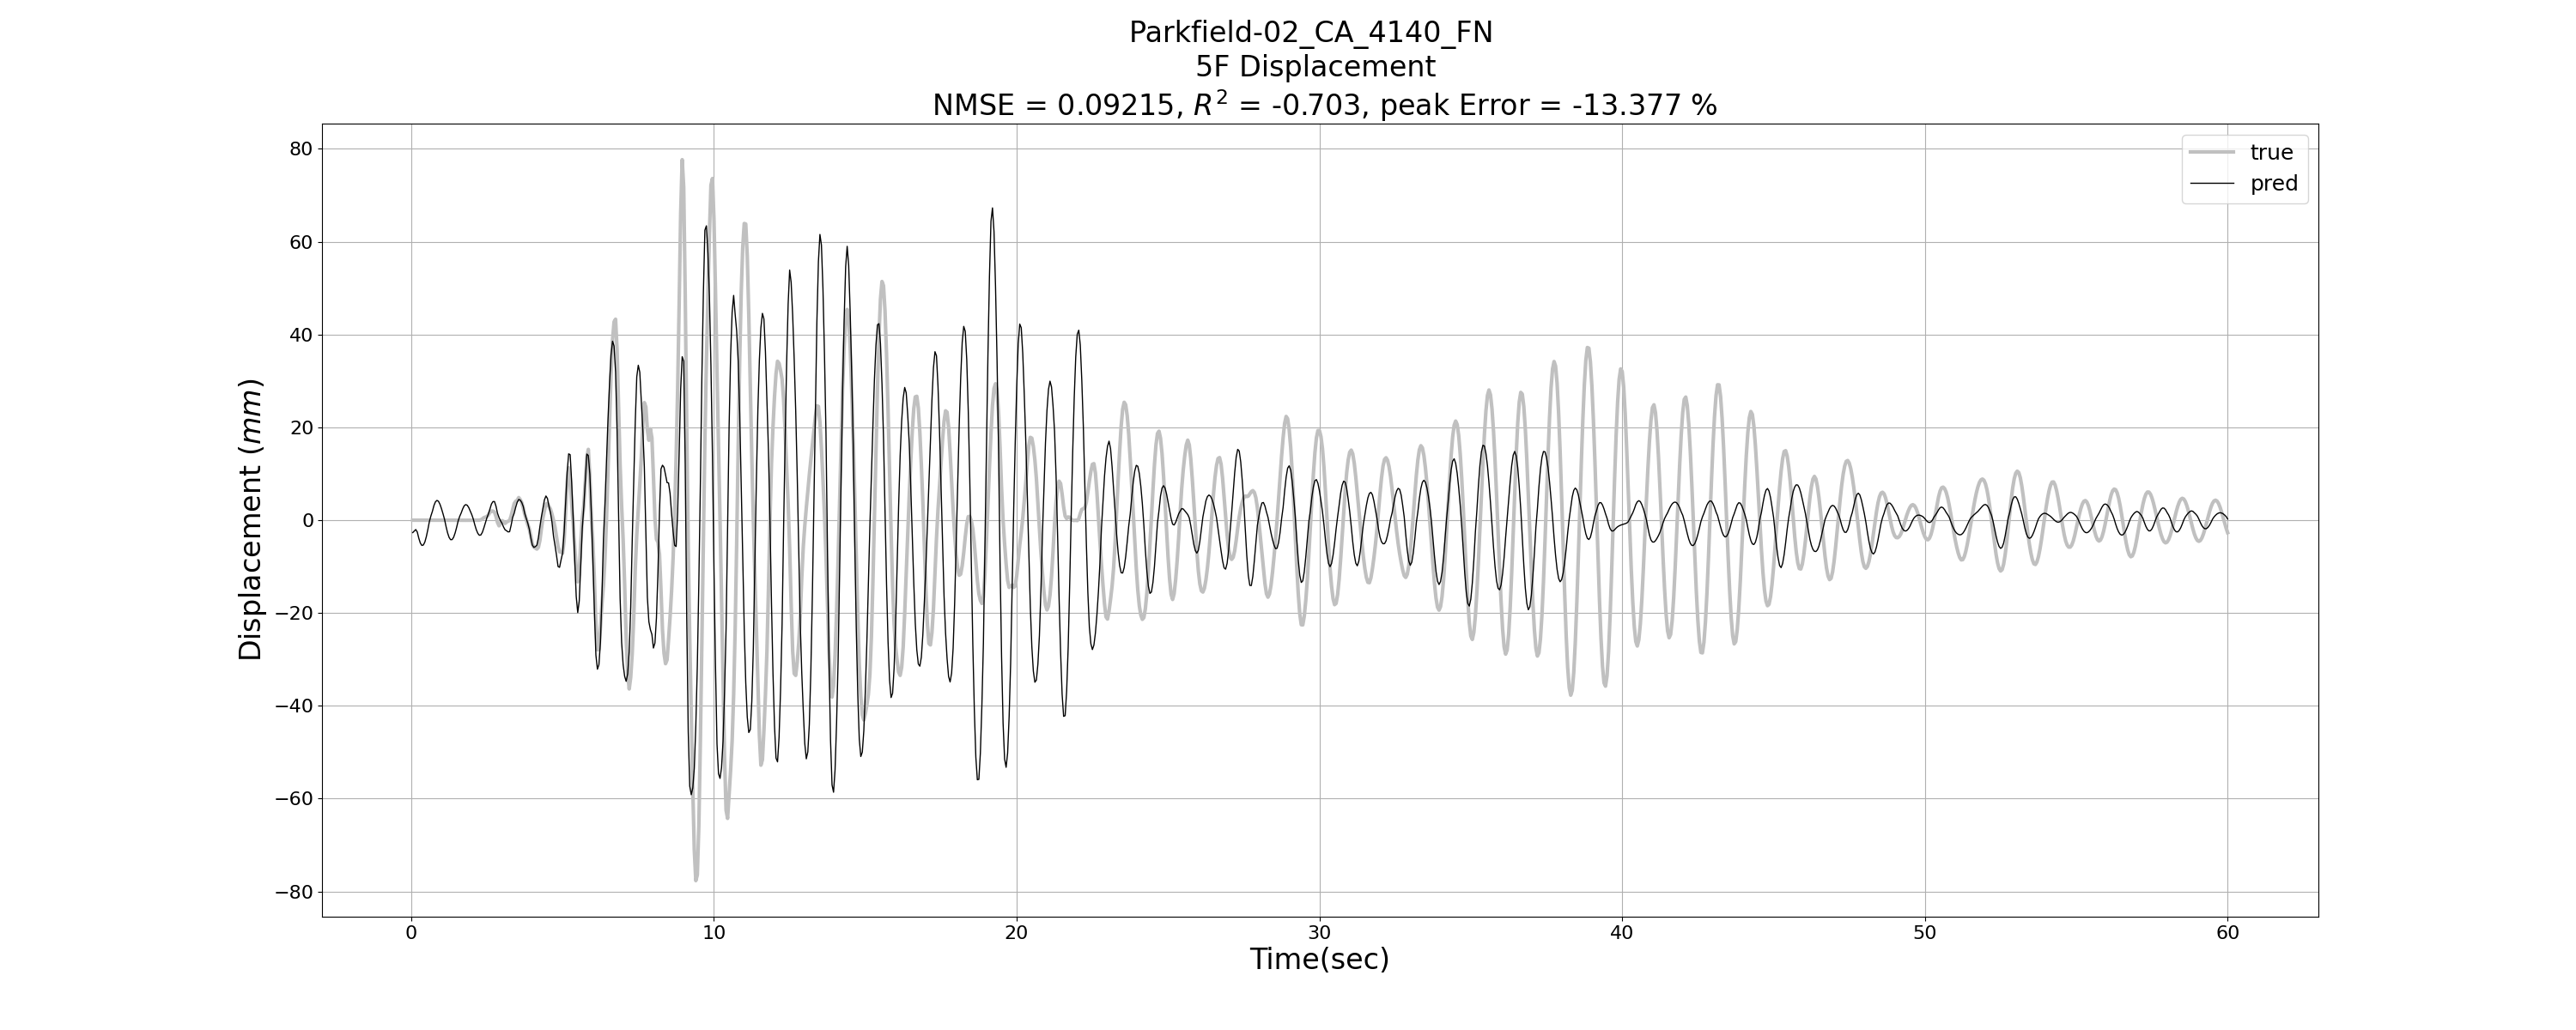 Parkfield-02_CA_4140_FN
5F Displacement
NMSE = 0.09215, R² = -0.703, peak Error = -13.377 %
true
pred
80
60
40
20
0
−20
−40
−60
−80
Displacement (mm)
0 10 20 30 40 50 60
Time(sec)